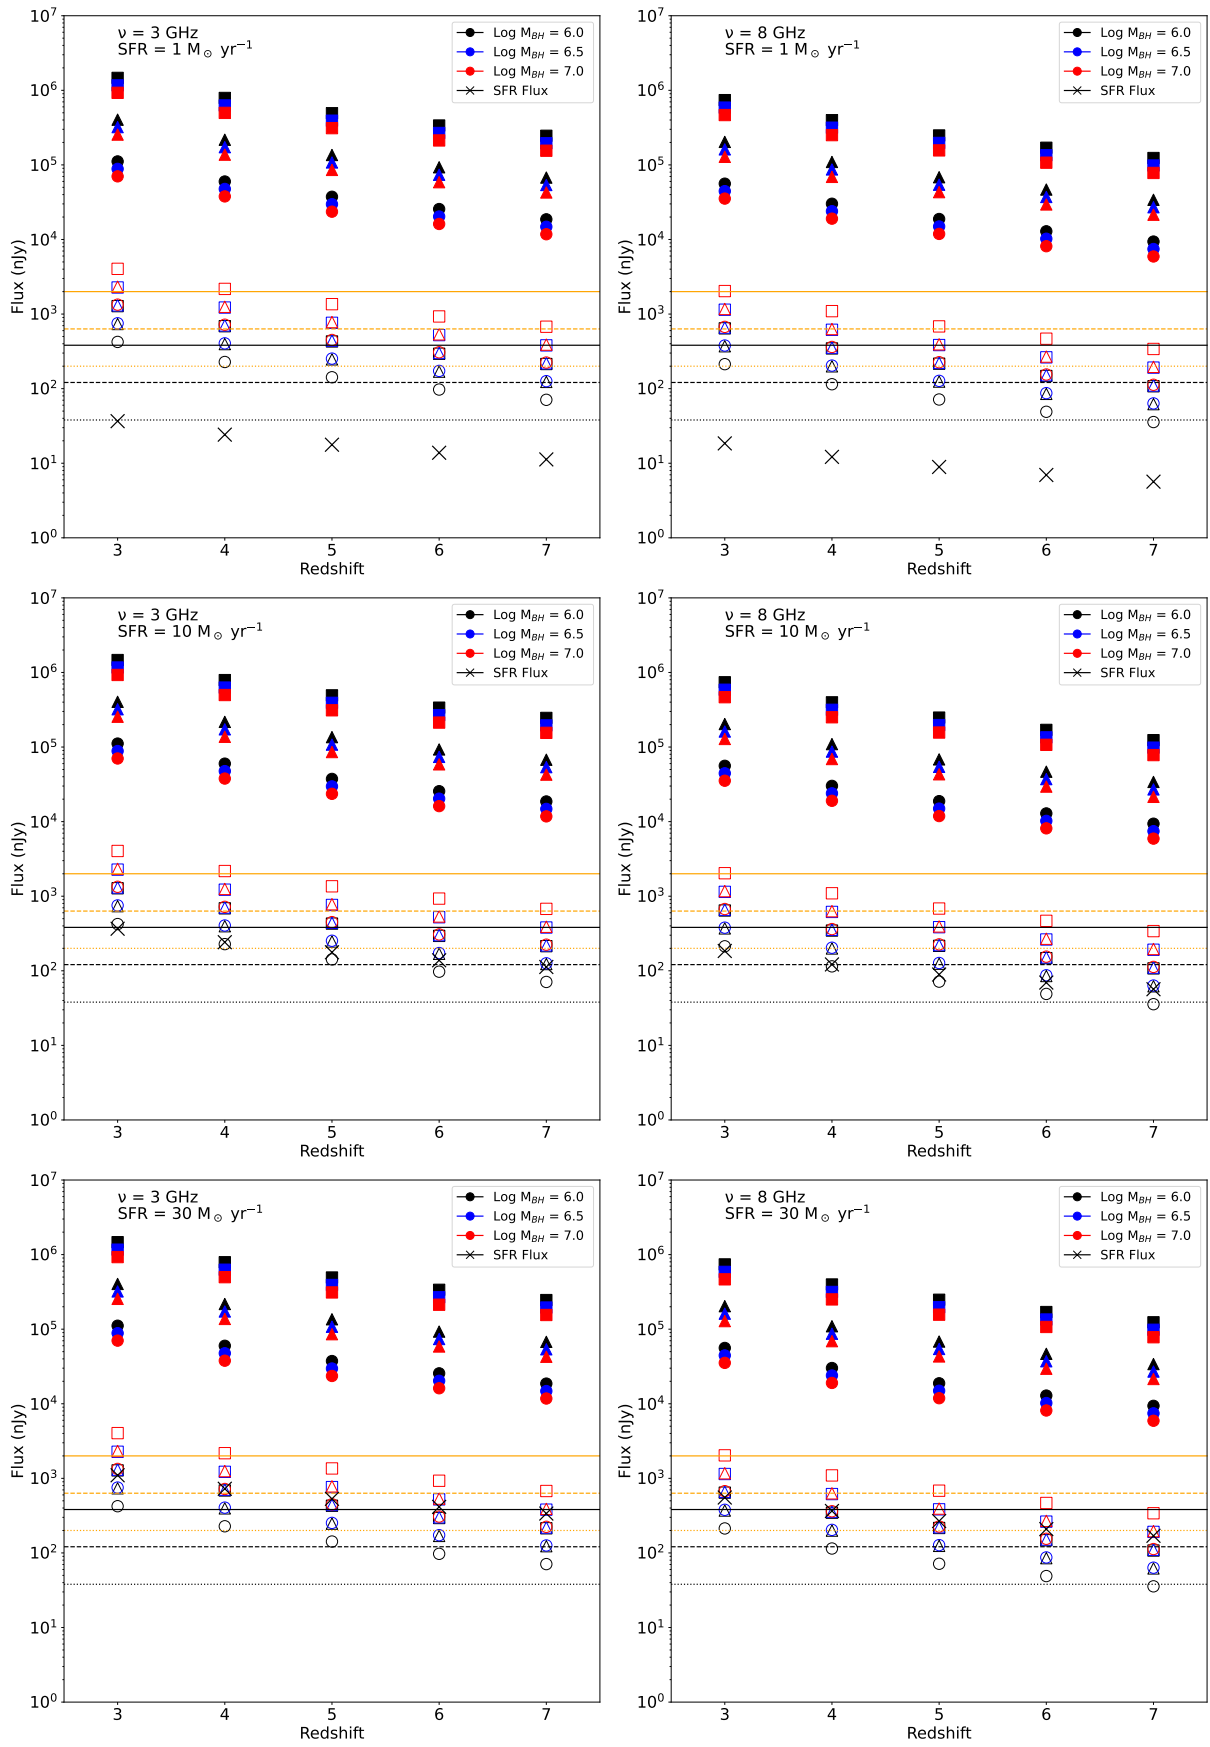 ν = 3 GHz
SFR = 1 M☉ yr⁻¹
Log M_BH = 6.0
Log M_BH = 6.5
Log M_BH = 7.0
SFR Flux
Flux (nJy)
10⁷
10⁶
10⁵
10⁴
10³
10²
10¹
10⁰
3 4 5 6 7
Redshift
ν = 8 GHz
SFR = 1 M☉ yr⁻¹
Log M_BH = 6.0
Log M_BH = 6.5
Log M_BH = 7.0
SFR Flux
Flux (nJy)
10⁷
10⁶
10⁵
10⁴
10³
10²
10¹
10⁰
3 4 5 6 7
Redshift
ν = 3 GHz
SFR = 10 M☉ yr⁻¹
Log M_BH = 6.0
Log M_BH = 6.5
Log M_BH = 7.0
SFR Flux
Flux (nJy)
10⁷
10⁶
10⁵
10⁴
10³
10²
10¹
10⁰
3 4 5 6 7
Redshift
ν = 8 GHz
SFR = 10 M☉ yr⁻¹
Log M_BH = 6.0
Log M_BH = 6.5
Log M_BH = 7.0
SFR Flux
Flux (nJy)
10⁷
10⁶
10⁵
10⁴
10³
10²
10¹
10⁰
3 4 5 6 7
Redshift
ν = 3 GHz
SFR = 30 M☉ yr⁻¹
Log M_BH = 6.0
Log M_BH = 6.5
Log M_BH = 7.0
SFR Flux
Flux (nJy)
10⁷
10⁶
10⁵
10⁴
10³
10²
10¹
10⁰
3 4 5 6 7
Redshift
ν = 8 GHz
SFR = 30 M☉ yr⁻¹
Log M_BH = 6.0
Log M_BH = 6.5
Log M_BH = 7.0
SFR Flux
Flux (nJy)
10⁷
10⁶
10⁵
10⁴
10³
10²
10¹
10⁰
3 4 5 6 7
Redshift